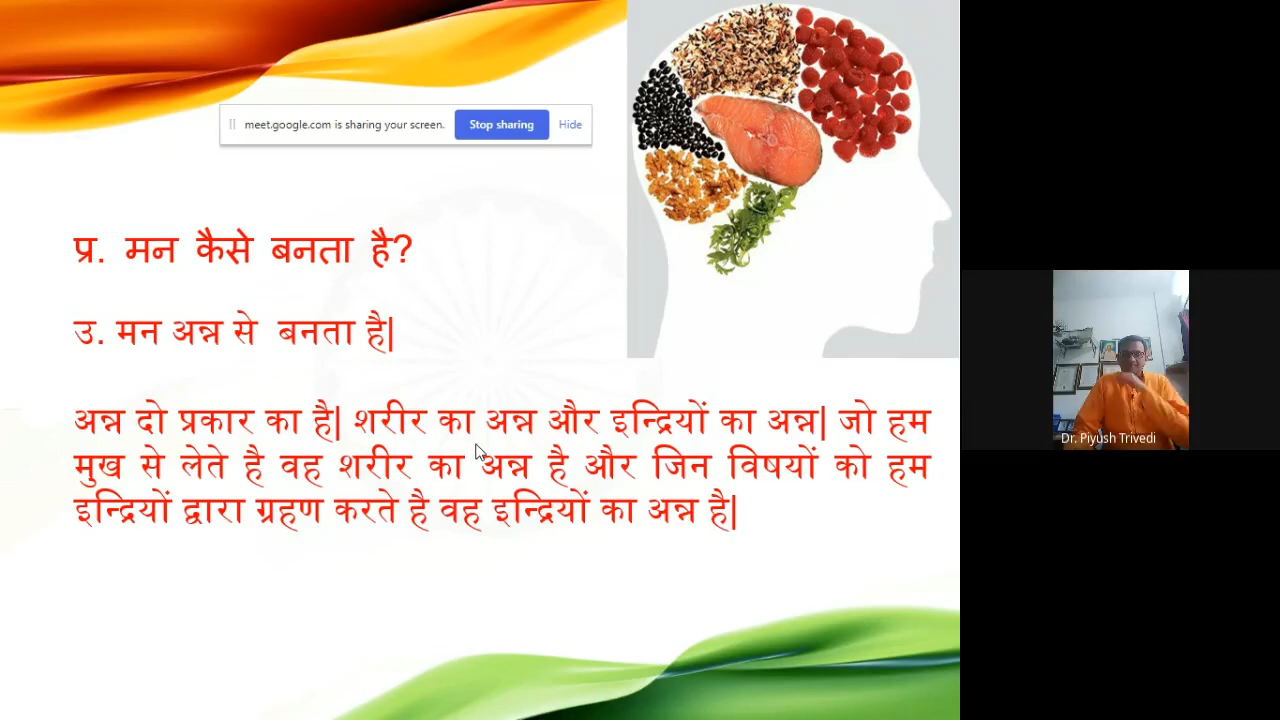 meet.google.com is sharing your screen. Stop sharing Hide
प्र. मन कैसे बनता है?
उ. मन अन्न से बनता है|
अन्न दो प्रकार का है| शरीर का अन्न और इन्द्रियों का अन्न| जो हम
मुख से लेते है वह शरीर का अन्न है और जिन विषयों को हम
इन्द्रियों द्वारा ग्रहण करते है वह इन्द्रियों का अन्न है|
Dr. Piyush Trivedi